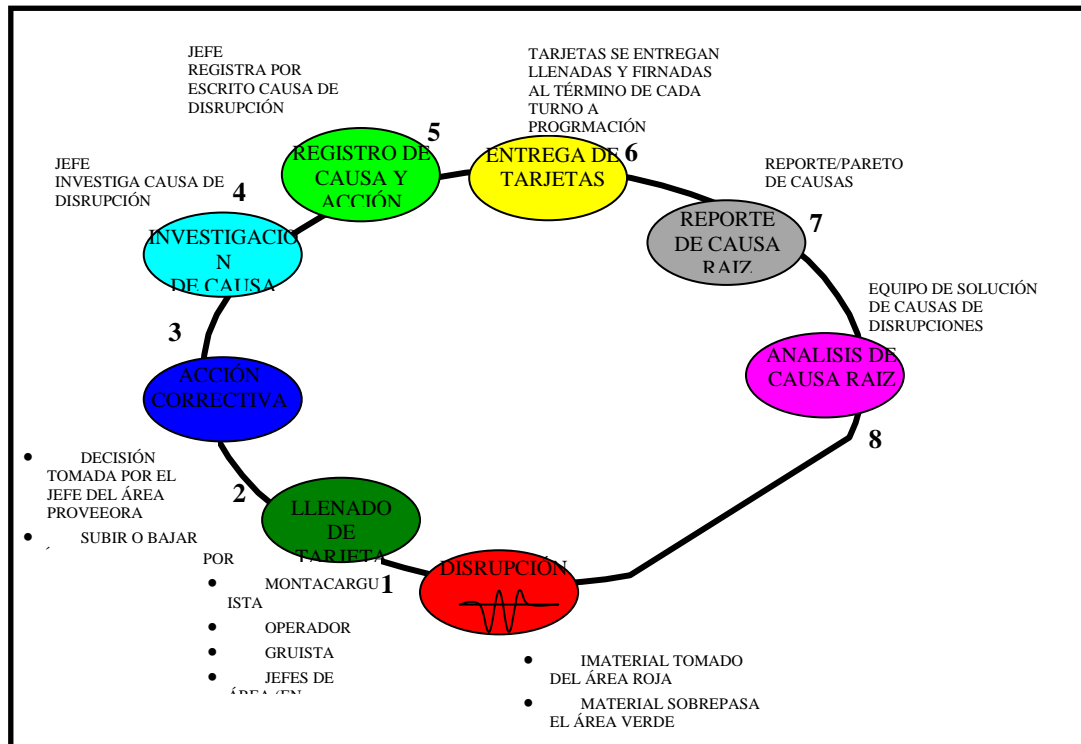 JEFE
REGISTRA POR
ESCRITO CAUSA DE
DISRUPCIÓN
TARJETAS SE ENTREGAN
LLENADAS Y FIRNADAS
AL TÉRMINO DE CADA
TURNO A
PROGRMACIÓN
5
REGISTRO DE
CAUSA Y
ACCIÓN
6
ENTREGA DE
TARJETAS
JEFE
INVESTIGA CAUSA DE
DISRUPCIÓN
4
INVESTIGACIO
N
DE CAUSA
REPORTE/PARETO
DE CAUSAS
7
REPORTE
DE CAUSA
RAIZ
EQUIPO DE SOLUCIÓN
DE CAUSAS DE
DISRUPCIONES
3
ACCIÓN
CORRECTIVA
ANALISIS DE
CAUSA RAIZ
8
• DECISIÓN
TOMADA POR EL
JEFE DEL ÁREA
PROVEEORA
• SUBIR O BAJAR
2
LLENADO
DE
TARJETA
POR
• MONTACARGU
ISTA
• OPERADOR
• GRUISTA
• JEFES DE
ÁREA (EN
1
DISRUPCIÓN
• IMATERIAL TOMADO
DEL ÁREA ROJA
• MATERIAL SOBREPASA
EL ÁREA VERDE